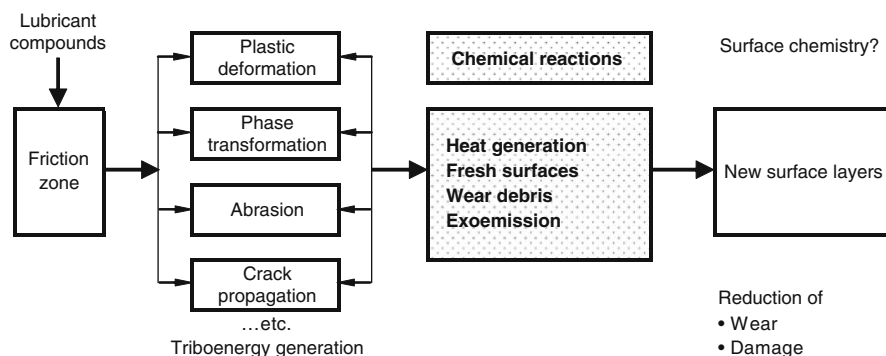 Lubricant
compounds
Friction
zone
Plastic
deformation
Phase
transformation
Abrasion
Crack
propagation
...etc.
Triboenergy generation
Chemical reactions
Heat generation
Fresh surfaces
Wear debris
Exoemission
Surface chemistry?
New surface layers
Reduction of
• Wear
• Damage